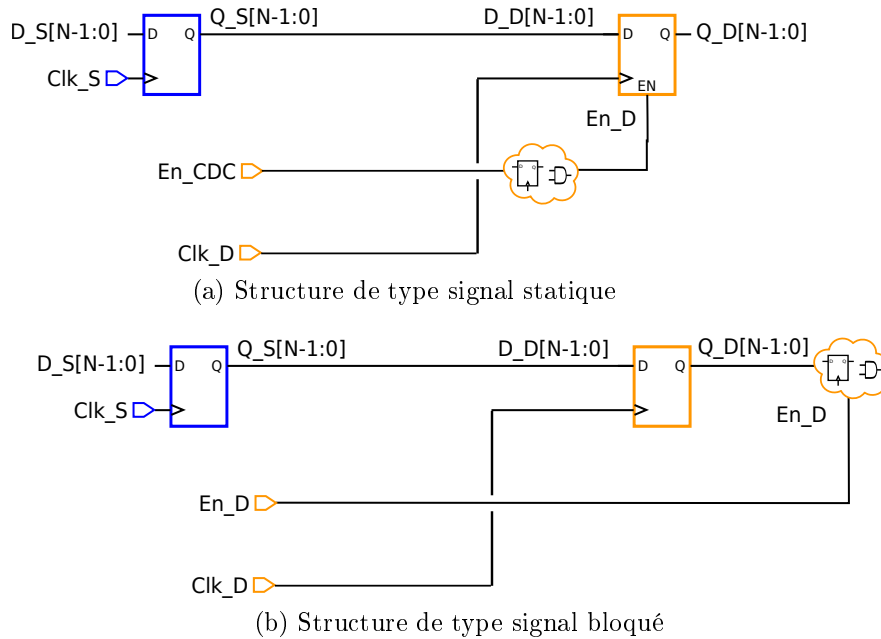 D_S[N-1:0] D Q Q_S[N-1:0] D_D[N-1:0] D Q Q_D[N-1:0]
Clk_S EN
En_D
En_CDC
Clk_D
(a) Structure de type signal statique
D_S[N-1:0] D Q Q_S[N-1:0] D_D[N-1:0] D Q Q_D[N-1:0]
Clk_S En_D
En_D
Clk_D
(b) Structure de type signal bloqué